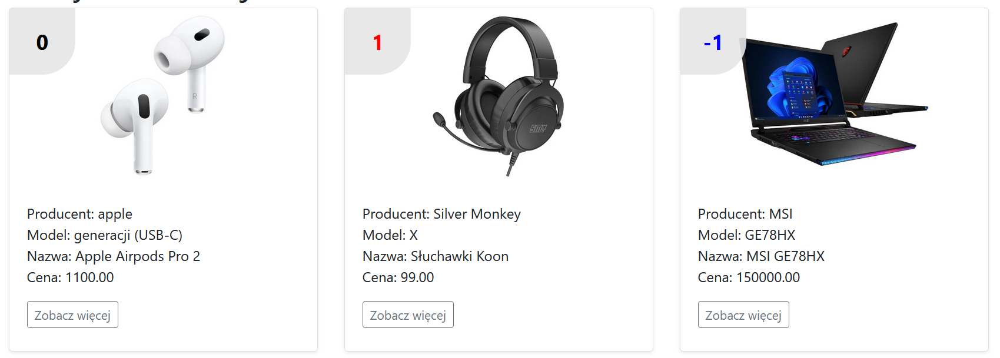 0
R
Producent: apple
Model: generacji (USB-C)
Nazwa: Apple Airpods Pro 2
Cena: 1100.00
Zobacz więcej
1
SMX
Producent: Silver Monkey
Model: X
Nazwa: Słuchawki Koon
Cena: 99.00
Zobacz więcej
-1
msi
Producent: MSI
Model: GE78HX
Nazwa: MSI GE78HX
Cena: 150000.00
Zobacz więcej